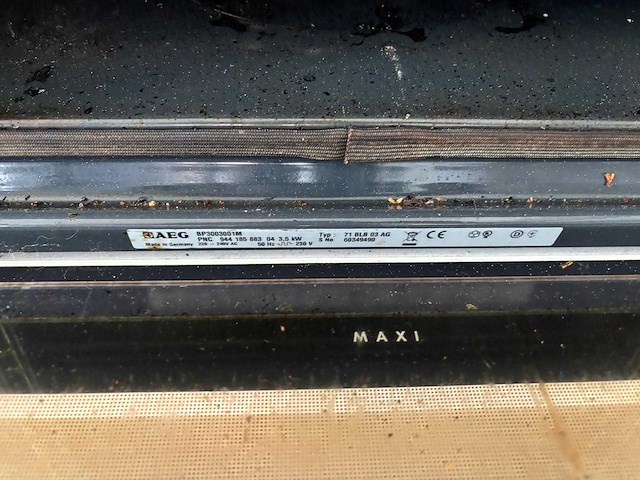 AEG BP3003001M Typ: 71 BLB 03 AG
PNC 944 185 883 04 3,5 kW S No 60349490
Made in Germany 220 - 240V AC 50 Hz 230 V
CE D
MAXI